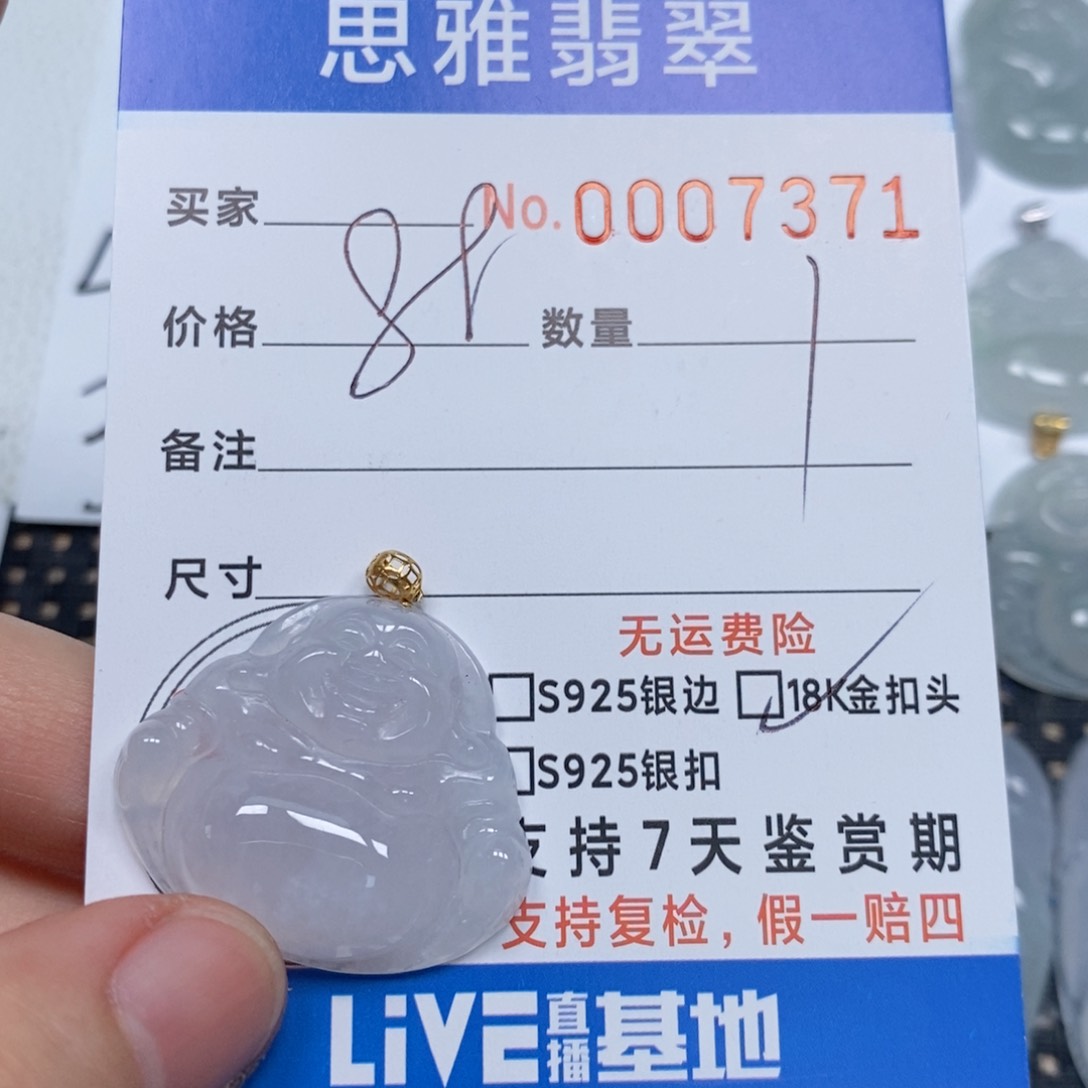 思雅翡翠
买家 No.0007371
价格 数量 1
备注
尺寸
无运费险
S925银边 18K金扣头
S925银扣
支持7天鉴赏期
支持复检，假一赔四
LiVE直播基地